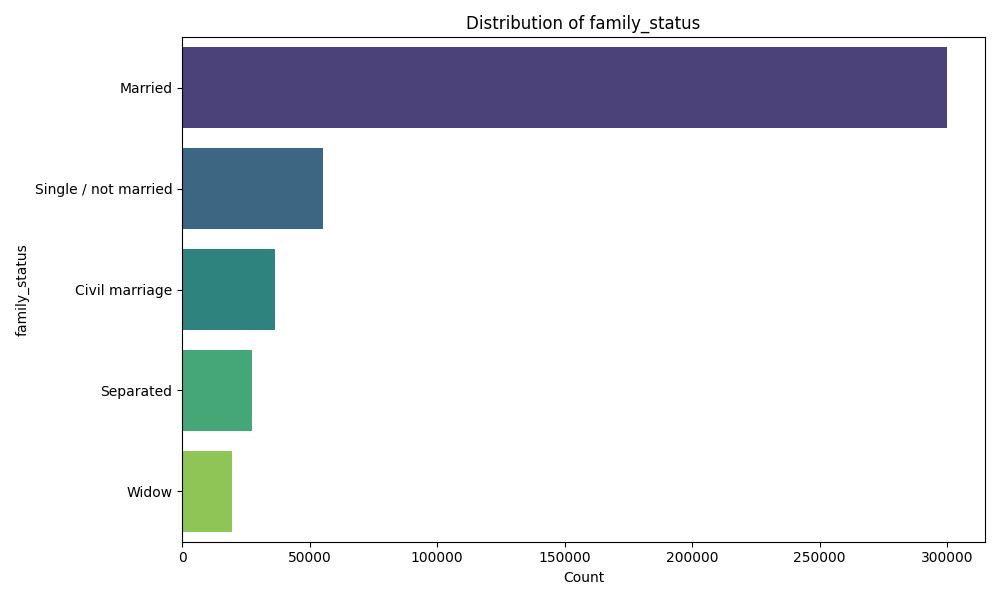 Distribution of family_status
family_status
Married
Single / not married
Civil marriage
Separated
Widow
0 50000 100000 150000 200000 250000 300000
Count